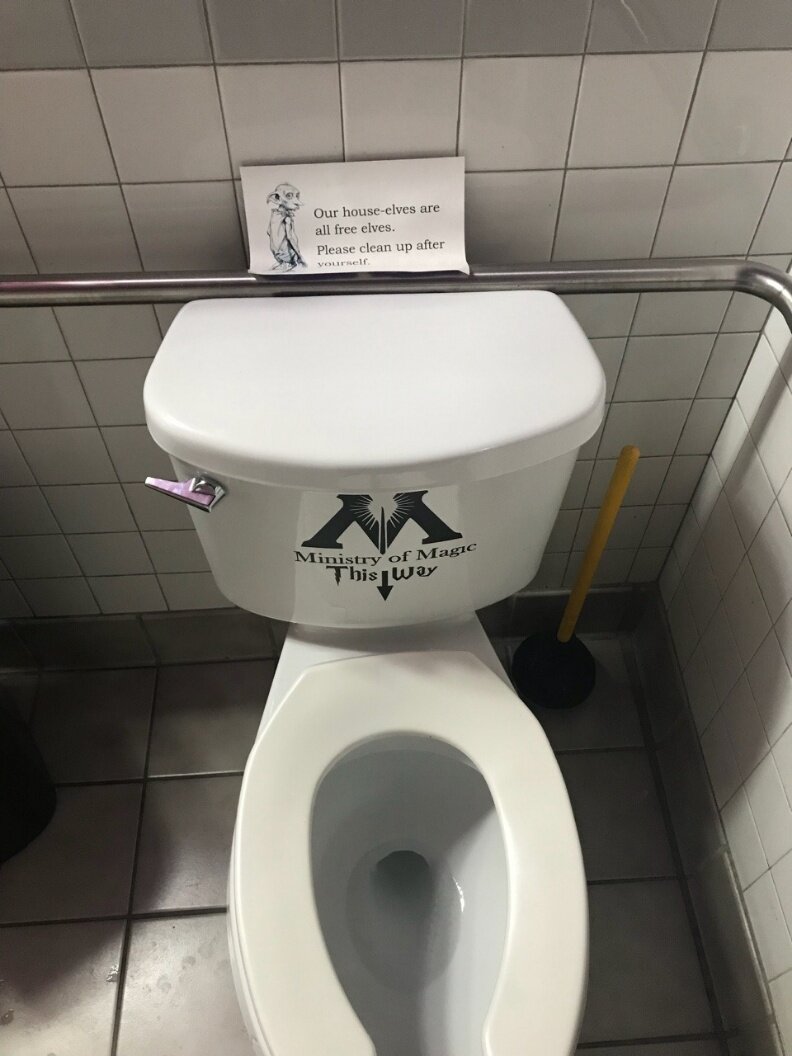 Our house-elves are
all free elves.
Please clean up after
yourself.
Ministry of Magic
This Way